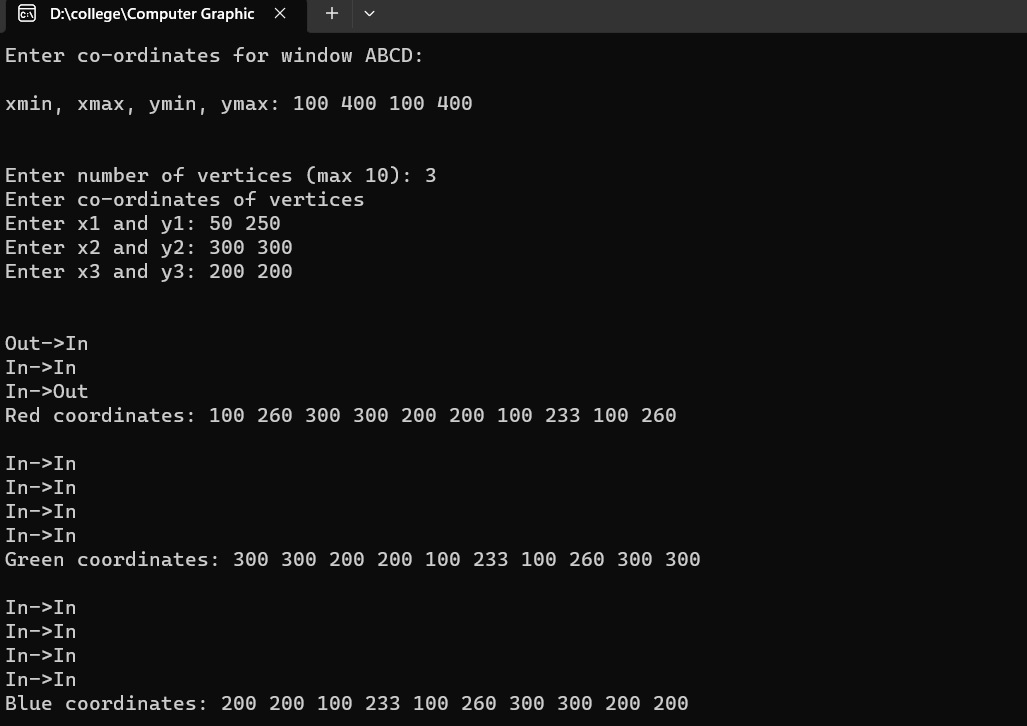 D:\college\Computer Graphic
Enter co-ordinates for window ABCD:
xmin, xmax, ymin, ymax: 100 400 100 400
Enter number of vertices (max 10): 3
Enter co-ordinates of vertices
Enter x1 and y1: 50 250
Enter x2 and y2: 300 300
Enter x3 and y3: 200 200
Out->In
In->In
In->Out
Red coordinates: 100 260 300 300 200 200 100 233 100 260
In->In
In->In
In->In
In->In
Green coordinates: 300 300 200 200 100 233 100 260 300 300
In->In
In->In
In->In
In->In
Blue coordinates: 200 200 100 233 100 260 300 300 200 200